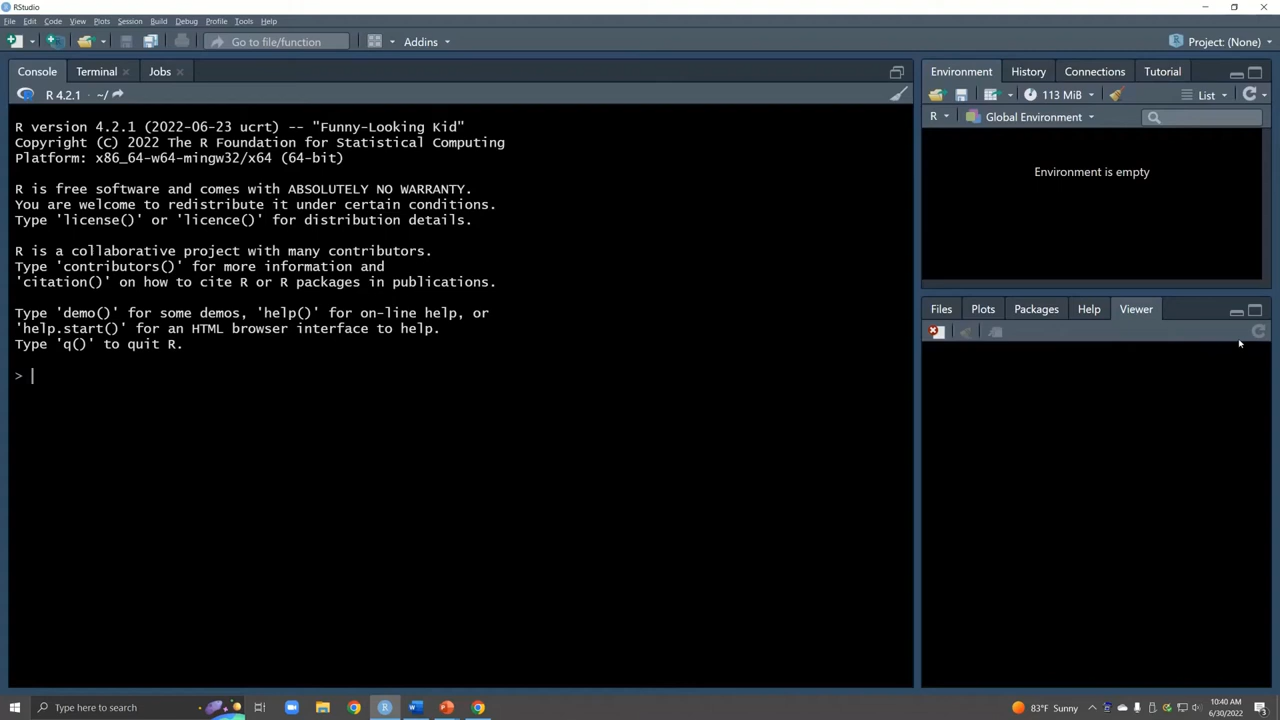 RStudio
File Edit Code View Plots Session Build Debug Profile Tools Help
Go to file/function Addins Project: (None)
Console Terminal Jobs
R 4.2.1 · ~/
R version 4.2.1 (2022-06-23 ucrt) -- "Funny-Looking Kid"
Copyright (C) 2022 The R Foundation for Statistical Computing
Platform: x86_64-w64-mingw32/x64 (64-bit)
R is free software and comes with ABSOLUTELY NO WARRANTY.
You are welcome to redistribute it under certain conditions.
Type 'license()' or 'licence()' for distribution details.
R is a collaborative project with many contributors.
Type 'contributors()' for more information and
'citation()' on how to cite R or R packages in publications.
Type 'demo()' for some demos, 'help()' for on-line help, or
'help.start()' for an HTML browser interface to help.
Type 'q()' to quit R.
>
Environment History Connections Tutorial
113 MiB List
R Global Environment
Environment is empty
Files Plots Packages Help Viewer
Type here to search
83°F Sunny
10:40 AM
6/30/2022
3